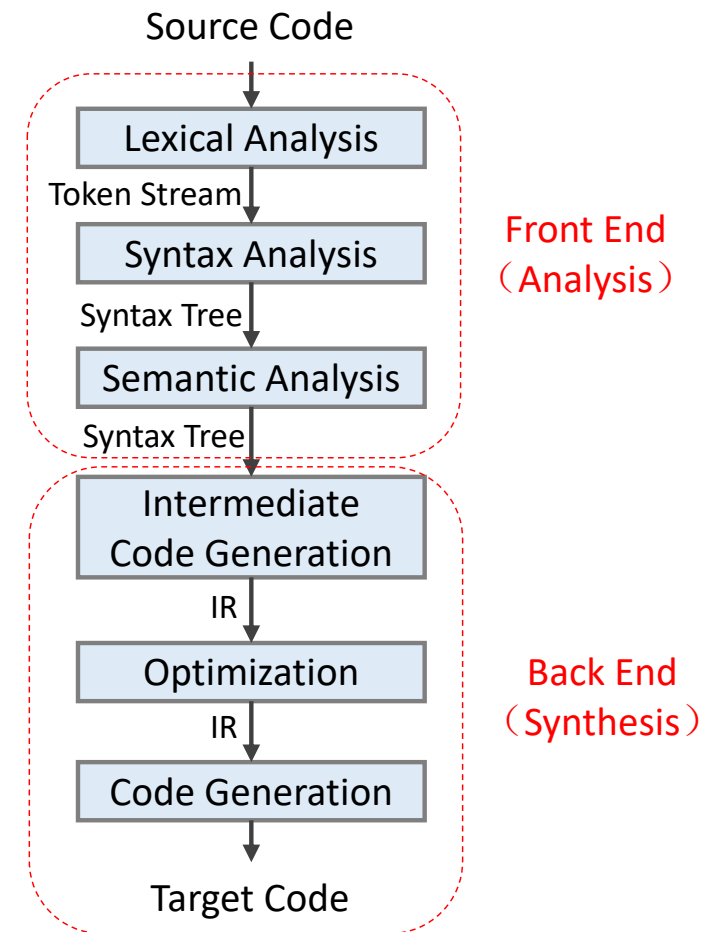 Source Code
Lexical Analysis
Token Stream
Syntax Analysis
Syntax Tree
Semantic Analysis
Syntax Tree
Front End
（Analysis）
Intermediate
Code Generation
IR
Optimization
IR
Code Generation
Target Code
Back End
（Synthesis）